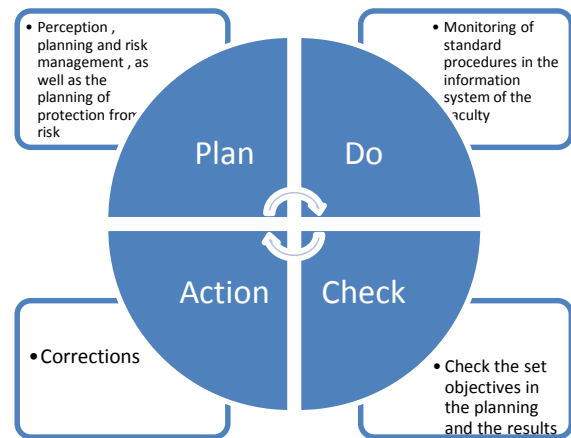 • Perception ,
planning and risk
management , as
well as the
planning of
protection from
risk
• Monitoring of
standard
procedures in the
information
system of the
faculty
Plan
Do
Action
Check
•Corrections
• Check the set
objectives in
the planning
and the results